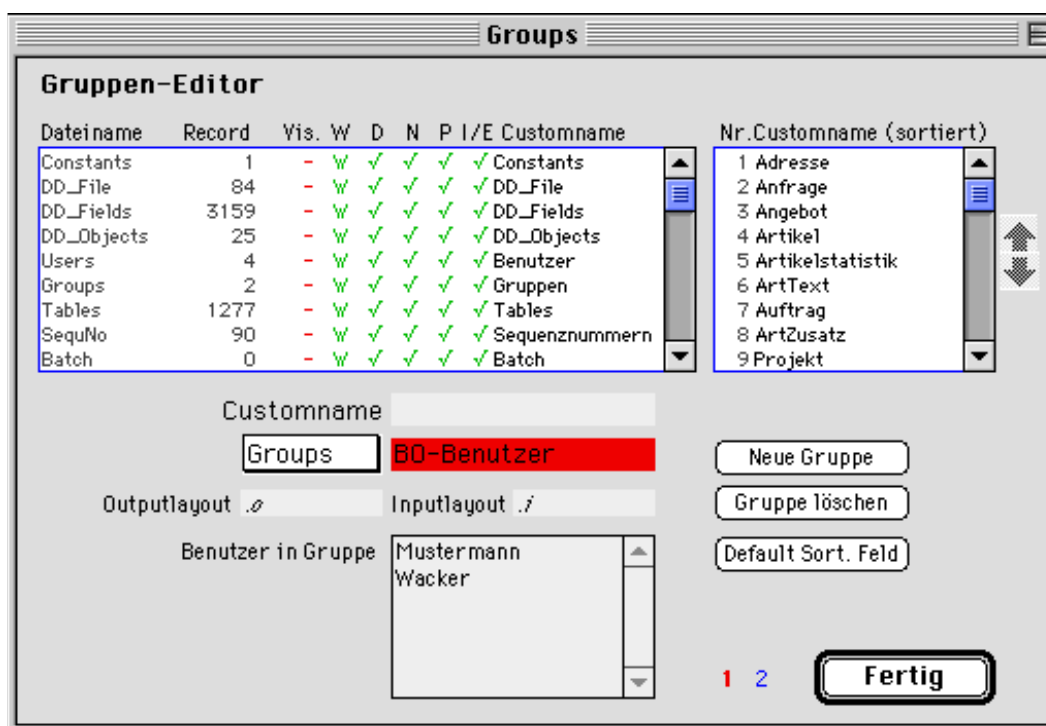 Groups
Gruppen-Editor
Dateiname Record Vis. W D N P I/E Customname Nr. Customname (sortiert)
Constants 1 – W √ √ √ √ Constants 1 Adresse
DD_File 84 – W √ √ √ √ DD_File 2 Anfrage
DD_Fields 3159 – W √ √ √ √ DD_Fields 3 Angebot
DD_Objects 25 – W √ √ √ √ DD_Objects 4 Artikel
Users 4 – W √ √ √ √ Benutzer 5 Artikelstatistik
Groups 2 – W √ √ √ √ Gruppen 6 ArtText
Tables 1277 – W √ √ √ √ Tables 7 Auftrag
SequNo 90 – W √ √ √ √ Sequenznummern 8 ArtZusatz
Batch 0 – W √ √ √ √ Batch 9 Projekt
Customname
Groups BO-Benutzer Neue Gruppe
Outputlayout .o Inputlayout .i Gruppe löschen
Benutzer in Gruppe Mustermann Default Sort. Feld
Wacker
1 2 Fertig